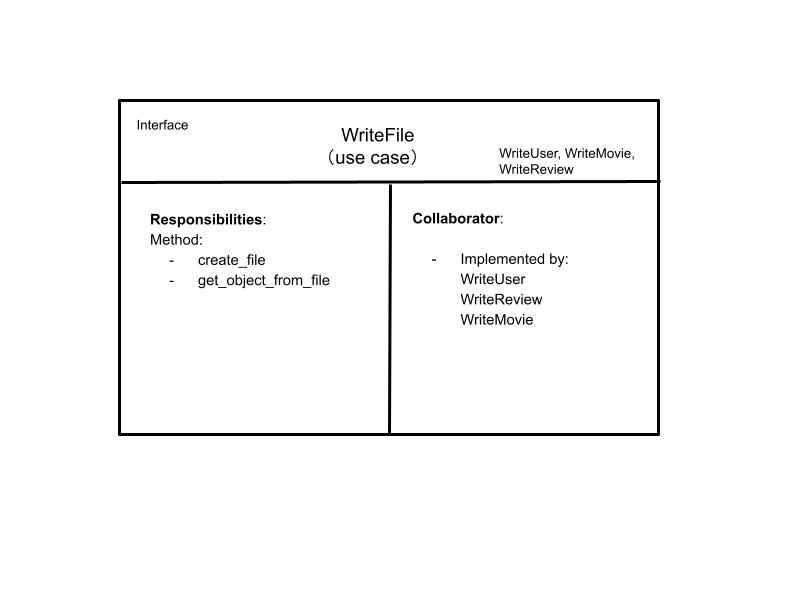 Interface
WriteFile
（use case）
WriteUser, WriteMovie,
WriteReview
Responsibilities:
Method:
- create_file
- get_object_from_file
Collaborator:
- Implemented by:
WriteUser
WriteReview
WriteMovie